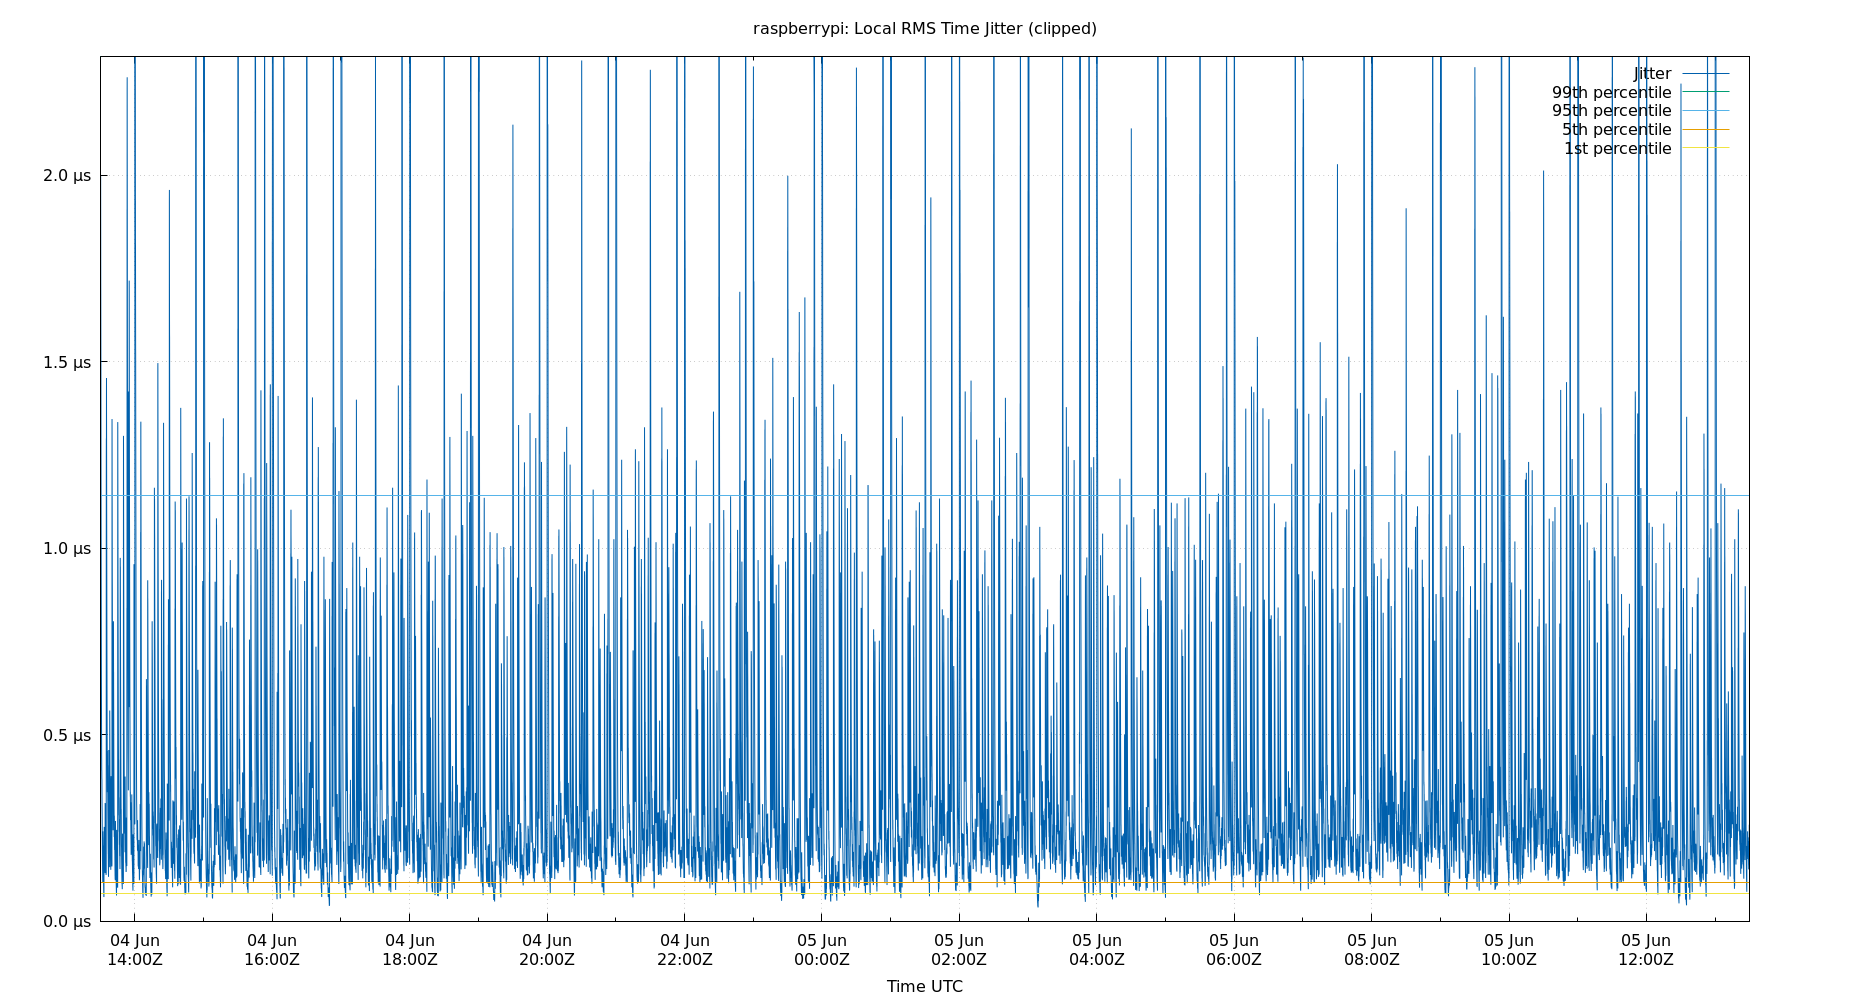 raspberrypi: Local RMS Time Jitter (clipped)
Jitter
99th percentile
95th percentile
5th percentile
1st percentile
2.0 μs
1.5 μs
1.0 μs
0.5 μs
0.0 μs
04 Jun 04 Jun 04 Jun 04 Jun 04 Jun 05 Jun 05 Jun 05 Jun 05 Jun 05 Jun 05 Jun 05 Jun
14:00Z 16:00Z 18:00Z 20:00Z 22:00Z 00:00Z 02:00Z 04:00Z 06:00Z 08:00Z 10:00Z 12:00Z
Time UTC